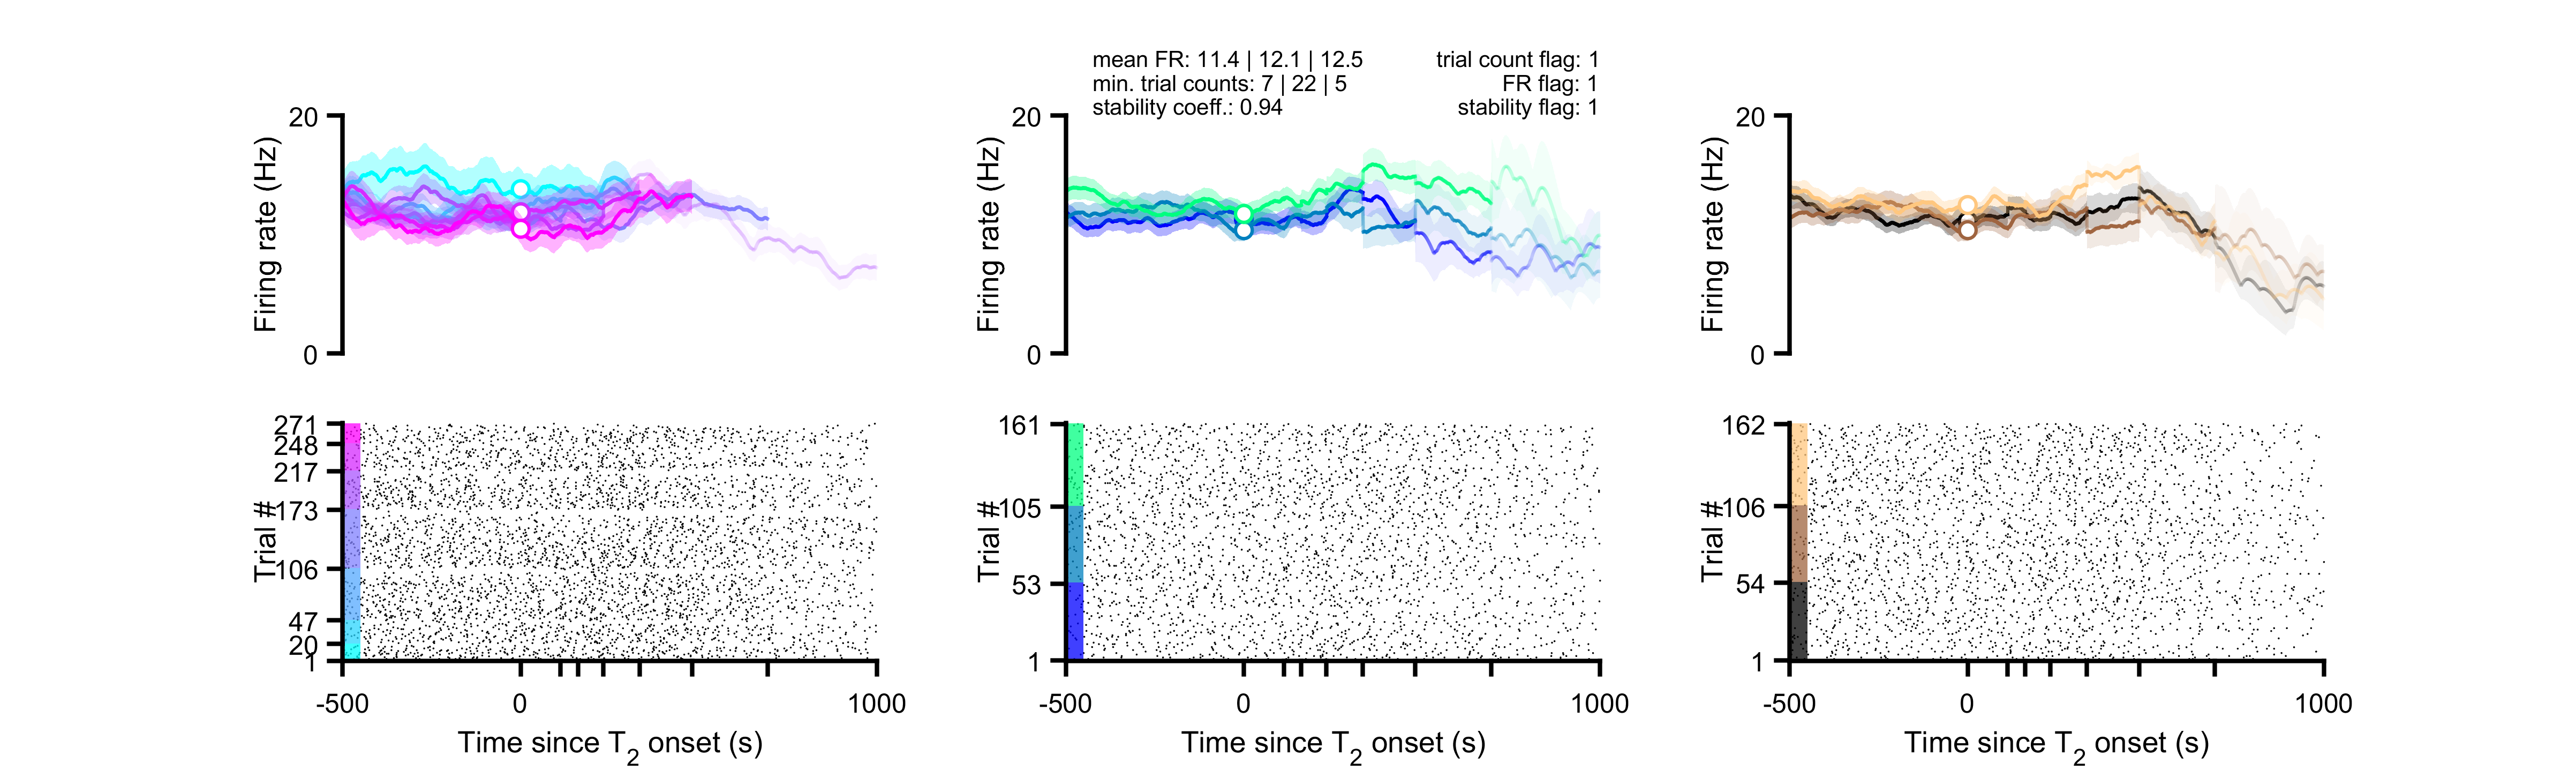 mean FR: 11.4 | 12.1 | 12.5
min. trial counts: 7 | 22 | 5
stability coeff.: 0.94
trial count flag: 1
FR flag: 1
stability flag: 1
20
0
Firing rate (Hz)
20
0
Firing rate (Hz)
20
0
Firing rate (Hz)
271
248
217
173
106
47
20
1
Trial #
-500
0
1000
Time since T2 onset (s)
161
105
53
1
Trial #
-500
0
1000
Time since T2 onset (s)
162
106
54
1
Trial #
-500
0
1000
Time since T2 onset (s)